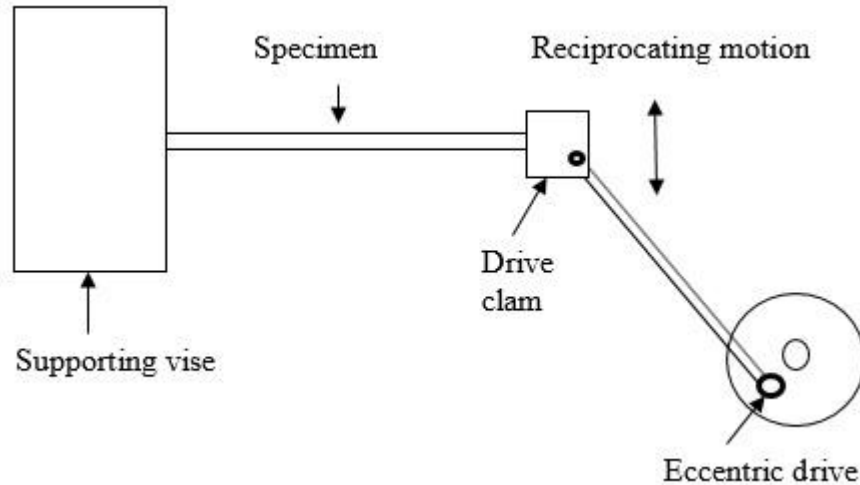 Specimen
Reciprocating motion
Drive
clam
Supporting vise
Eccentric drive